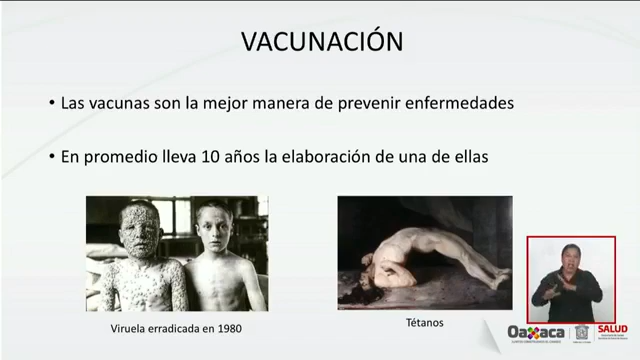 VACUNACIÓN
• Las vacunas son la mejor manera de prevenir enfermedades
• En promedio lleva 10 años la elaboración de una de ellas
Viruela erradicada en 1980
Tétanos
Oaxaca
SALUD